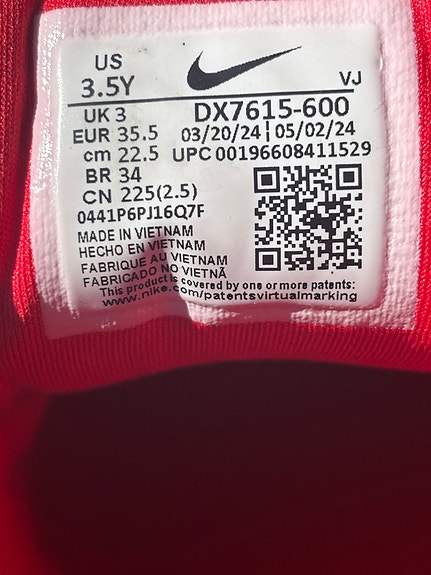 US
3.5Y
VJ
UK 3
DX7615-600
EUR 35.5
03/20/24 | 05/02/24
cm 22.5
UPC 00196608411529
BR 34
CN 225(2.5)
0441P6PJ16Q7F
MADE IN VIETNAM
HECHO EN VIETNAM
FABRIQUE AU VIETNAM
FABRICADO NO VIETNÃ
This product is covered by one or more patents:
www.nike.com/patentsvirtualmarking